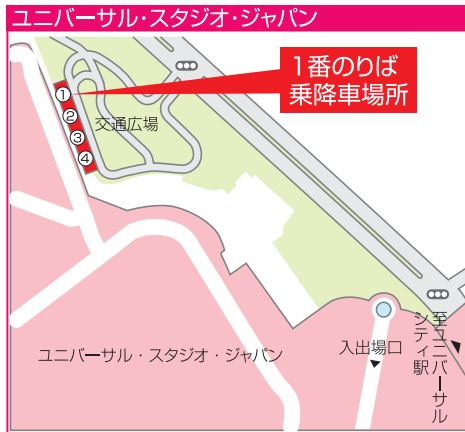 ユニバーサル・スタジオ・ジャパン
1番のりば
乗降車場所
①
②
③
④
交通広場
ユニバーサル・スタジオ・ジャパン
入出場口
至ユニバーサル
シティ駅